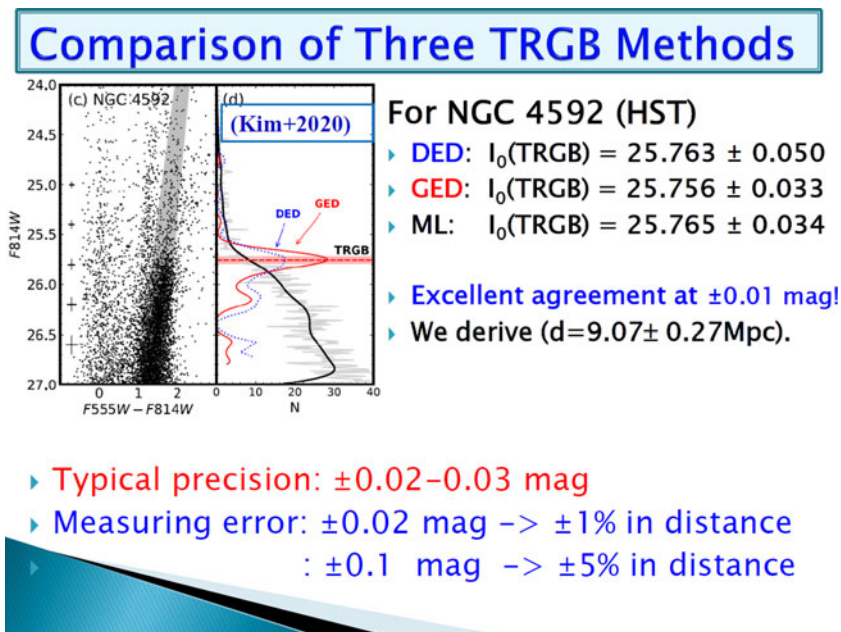 Comparison of Three TRGB Methods
(c) NGC 4592
(d)
(Kim+2020)
24.0
24.5
25.0
25.5
26.0
26.5
27.0
F814W
DED
GED
TRGB
0 1 2
F555W − F814W
0 10 20 30 40
N
For NGC 4592 (HST)
DED: I₀(TRGB) = 25.763 ± 0.050
GED: I₀(TRGB) = 25.756 ± 0.033
ML: I₀(TRGB) = 25.765 ± 0.034
Excellent agreement at ±0.01 mag!
We derive (d=9.07± 0.27Mpc).
Typical precision: ±0.02-0.03 mag
Measuring error: ±0.02 mag -> ±1% in distance
: ±0.1 mag -> ±5% in distance